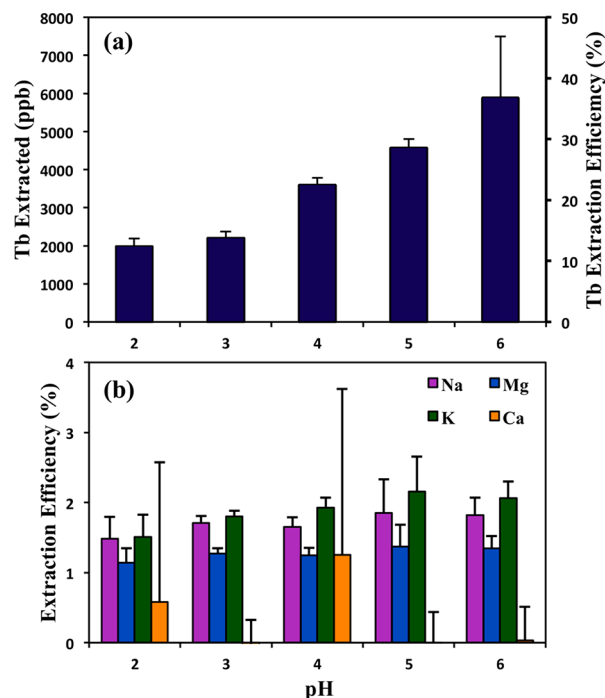 (a)
Tb Extracted (ppb)
8000
7000
6000
5000
4000
3000
2000
1000
0
50
40
30
20
10
0
Tb Extraction Efficiemcy (%)
2 3 4 5 6
(b)
Extraction Efficiency (%)
4
3
2
1
0
Na Mg
K Ca
2 3 4 5 6
pH